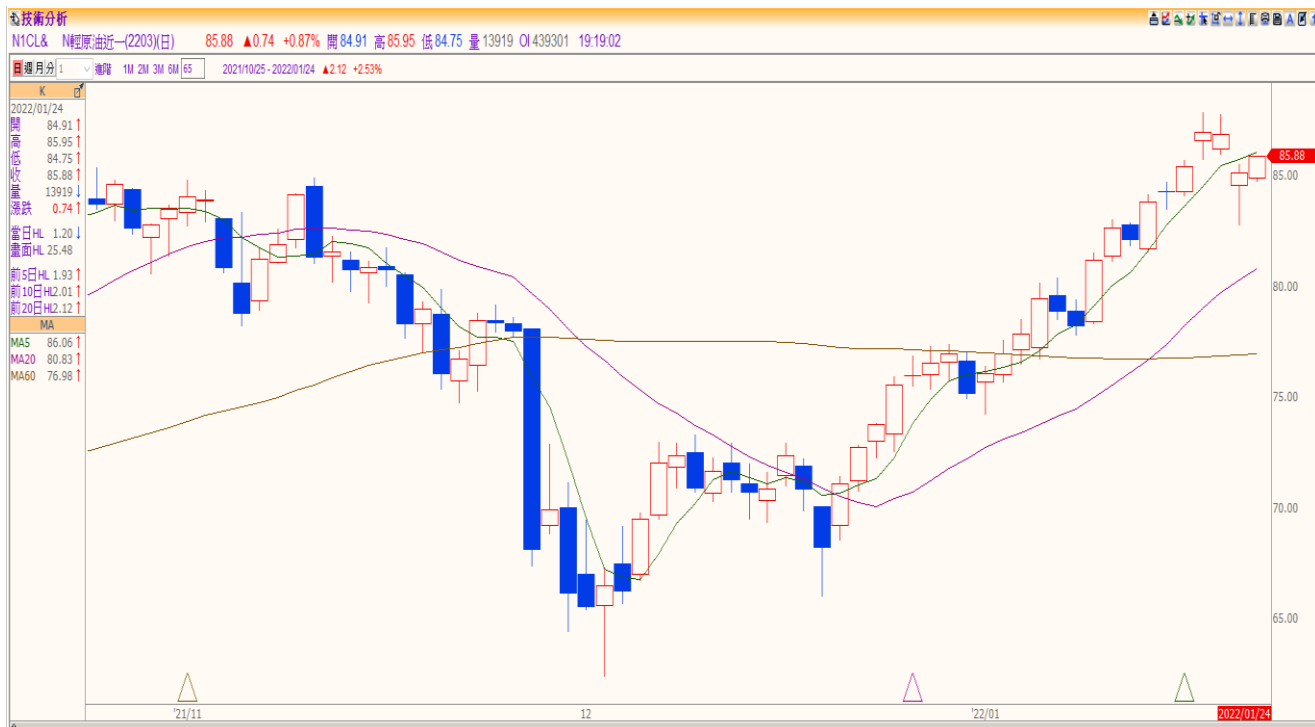 技術分析
N1CL& N輕原油近一(2203)(日) 85.88 ▲0.74 +0.87% 開 84.91 高 85.95 低 84.75 量 13919 OI 439301 19:19:02
日 週 月 分 1 進階 1M 2M 3M 6M 65 2021/10/25 - 2022/01/24 ▲2.12 +2.53%
K
2022/01/24
開 84.91↑
高 85.95↑
低 84.75↑
收 85.88↑
量 13919↓
漲跌 0.74↑
當日HL 1.20↓
畫面HL 25.48
前5日HL 1.93↑
前10日HL 2.01↑
前20日HL 2.12↑
MA
MA5 86.06↑
MA20 80.83↑
MA60 76.98↑
85.88
85.00
80.00
75.00
70.00
65.00
'21/11 12 '22/01 2022/01/24